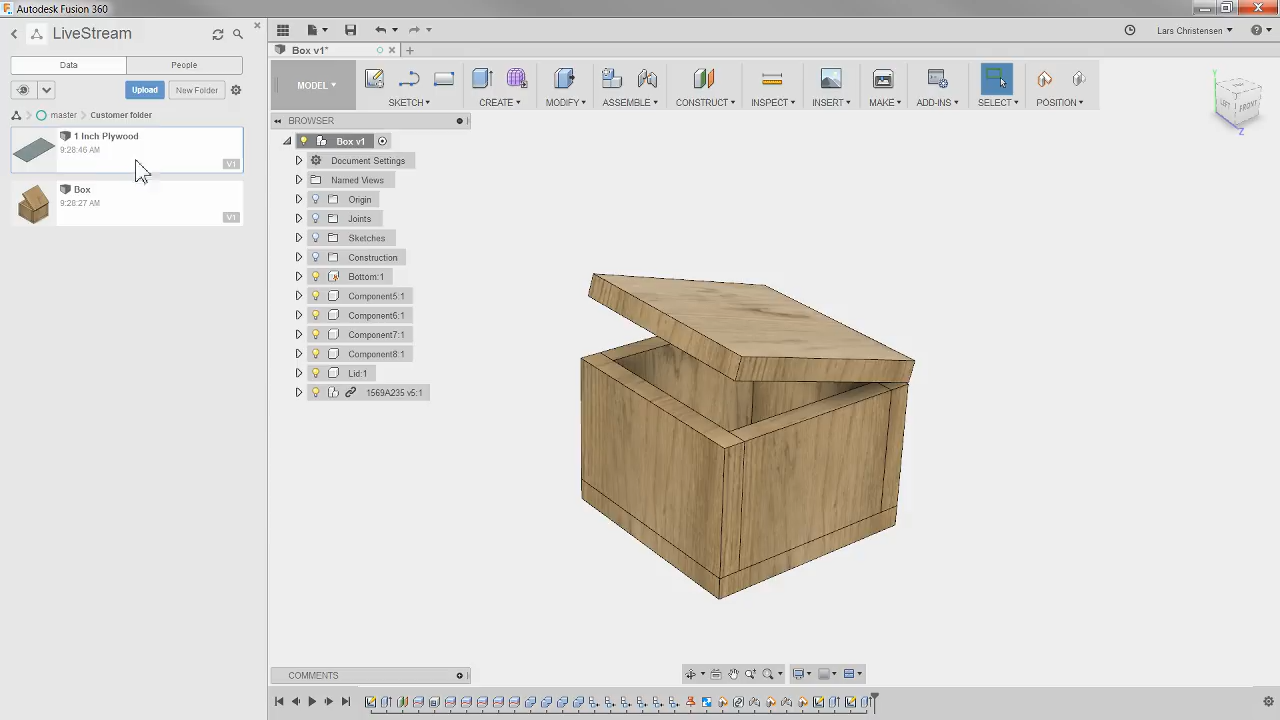 Autodesk Fusion 360
LiveStream
Data
People
Upload
New Folder
master
Customer folder
1 Inch Plywood
9:28:46 AM
V1
Box
9:28:27 AM
V1
Lars Christensen
Box v1*
MODEL
SKETCH
CREATE
MODIFY
ASSEMBLE
CONSTRUCT
INSPECT
INSERT
MAKE
ADD-INS
SELECT
POSITION
BROWSER
Box v1
Document Settings
Named Views
Origin
Joints
Sketches
Construction
Bottom:1
Component5:1
Component6:1
Component7:1
Component8:1
Lid:1
1569A235 v5:1
Y
LEFT
FRONT
Z
COMMENTS